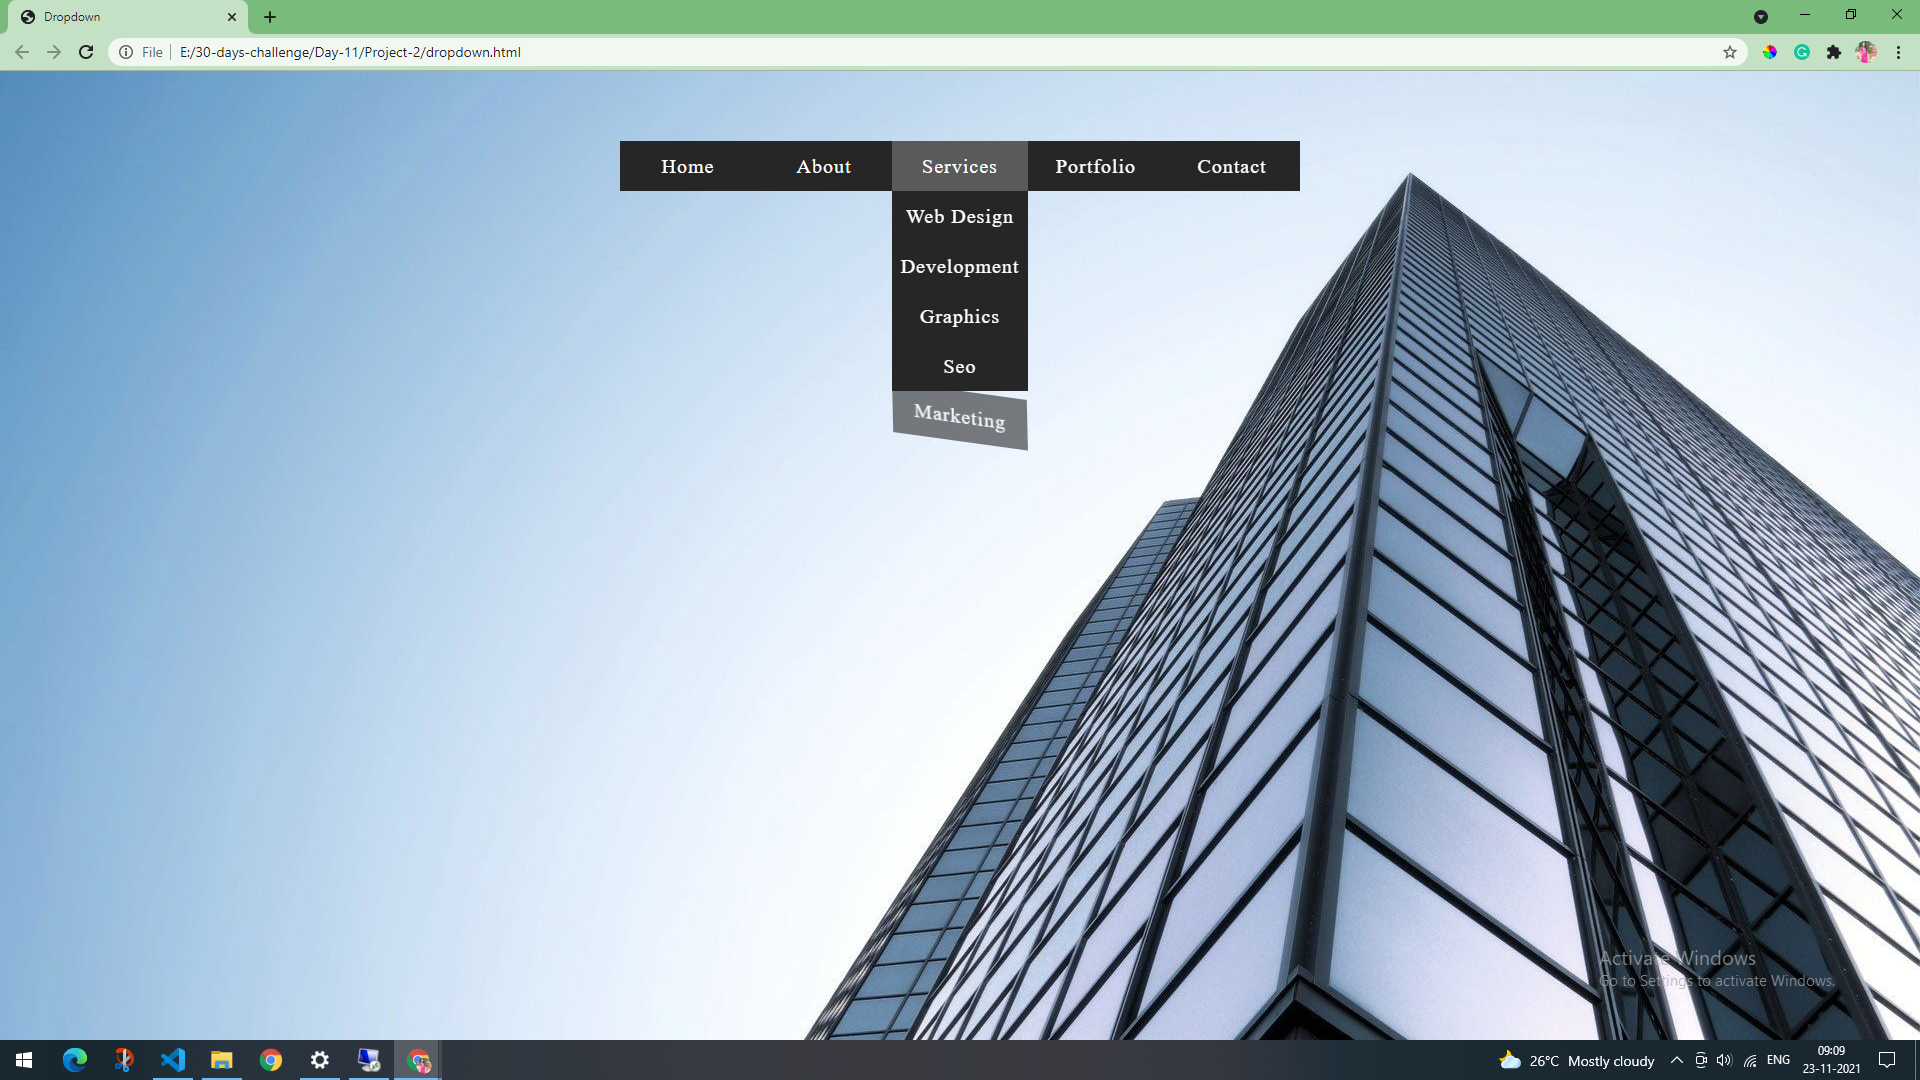 Dropdown
File
E:/30-days-challenge/Day-11/Project-2/dropdown.html
Home About Services Portfolio Contact
Web Design
Development
Graphics
Seo
Marketing
Activate Windows
Go to Settings to activate Windows.
26°C Mostly cloudy
ENG
09:09
23-11-2021